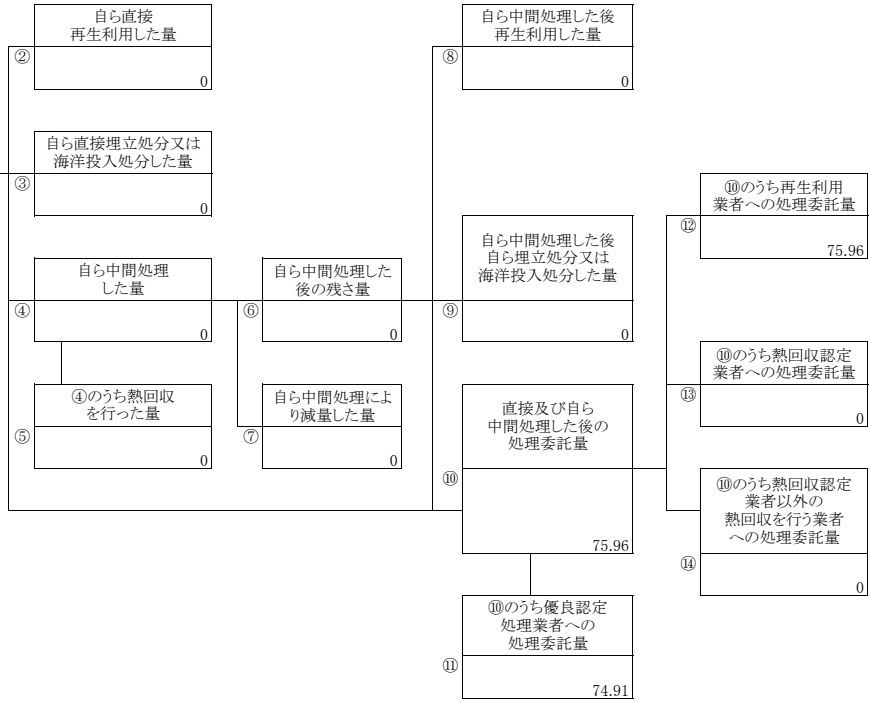 自ら直接
再生利用した量
②
0
自ら直接埋立処分又は
海洋投入処分した量
③
0
自ら中間処理
した量
④
0
④のうち熱回収
を行った量
⑤
0
自ら中間処理した
後の残さ量
⑥
0
自ら中間処理によ
り減量した量
⑦
0
自ら中間処理した後
再生利用した量
⑧
0
自ら中間処理した後
自ら埋立処分又は
海洋投入処分した量
⑨
0
直接及び自ら
中間処理した後の
処理委託量
⑩
75.96
⑩のうち優良認定
処理業者への
処理委託量
⑪
74.91
⑩のうち再生利用
業者への処理委託量
⑫
75.96
⑩のうち熱回収認定
業者への処理委託量
⑬
0
⑩のうち熱回収認定
業者以外の
熱回収を行う業者
への処理委託量
⑭
0